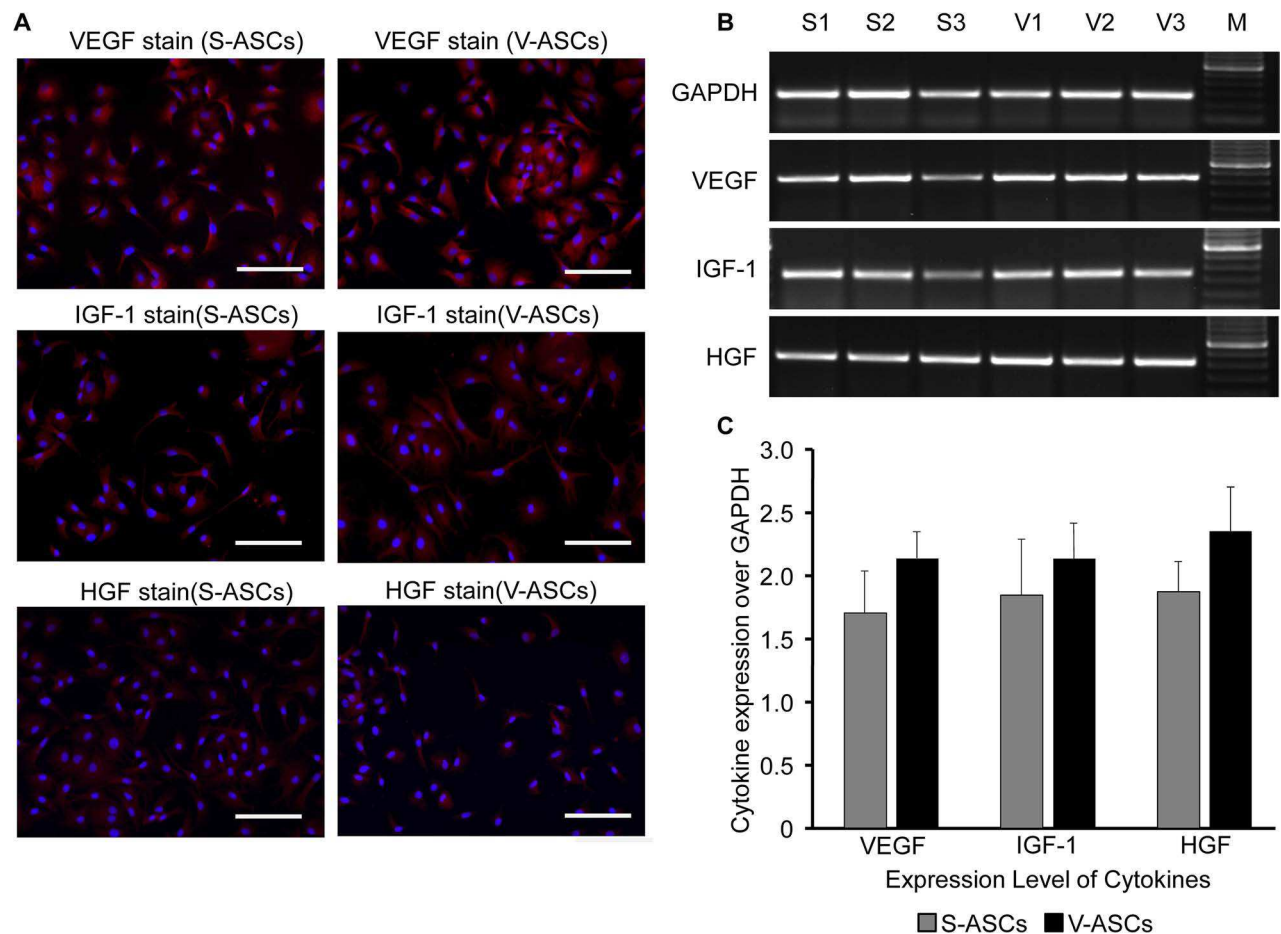 A
VEGF stain (S-ASCs)
VEGF stain (V-ASCs)
IGF-1 stain(S-ASCs)
IGF-1 stain(V-ASCs)
HGF stain(S-ASCs)
HGF stain(V-ASCs)
B
S1 S2 S3 V1 V2 V3 M
GAPDH
VEGF
IGF-1
HGF
C
Cytokine expression over GAPDH
3.0
2.5
2.0
1.5
1.0
0.5
0
VEGF IGF-1 HGF
Expression Level of Cytokines
S-ASCs V-ASCs